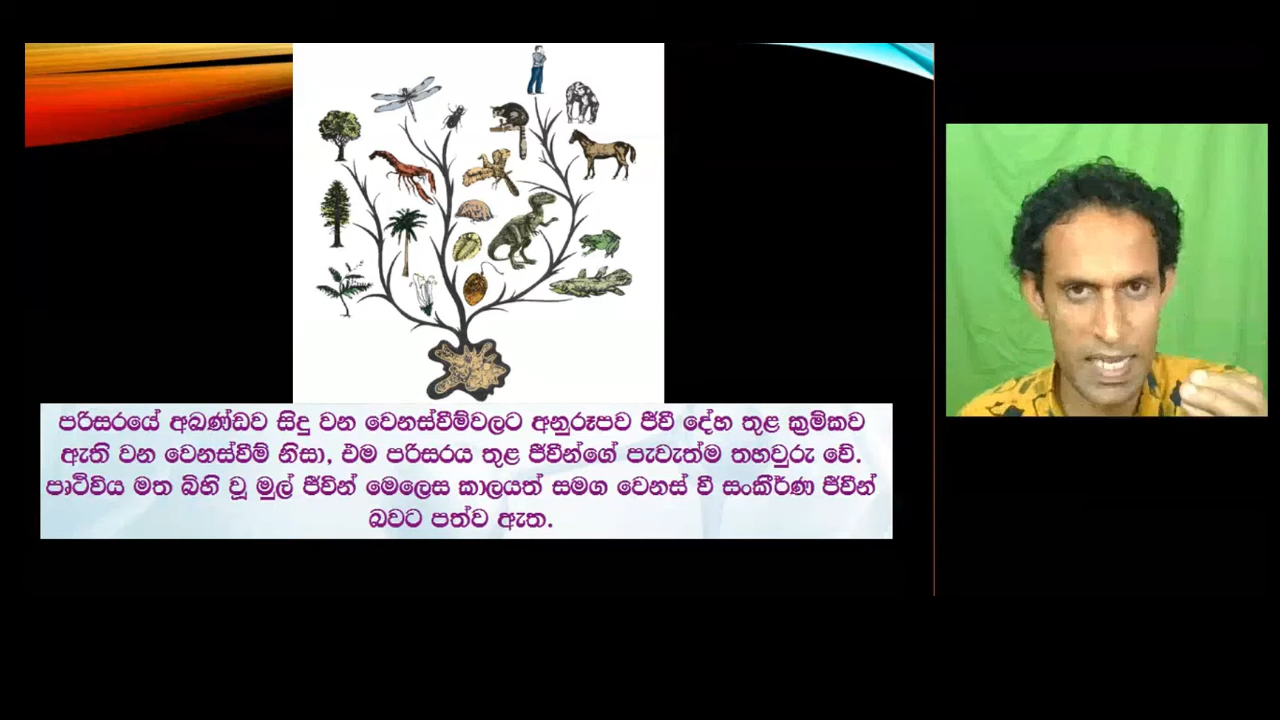 පරිසරයේ අඛණ්ඩව සිදු වන වෙනස්වීම්වලට අනුරූපව ජීවී දේහ තුළ ක්‍රමිකව
ඇති වන වෙනස්වීම් නිසා, එම පරිසරය තුළ ජීවීන්ගේ පැවැත්ම තහවුරු වේ.
පෘථිවිය මත බිහි වූ මුල් ජීවීන් මෙලෙස කාලයත් සමග වෙනස් වී සංකීර්ණ ජීවීන්
බවට පත්ව ඇත.